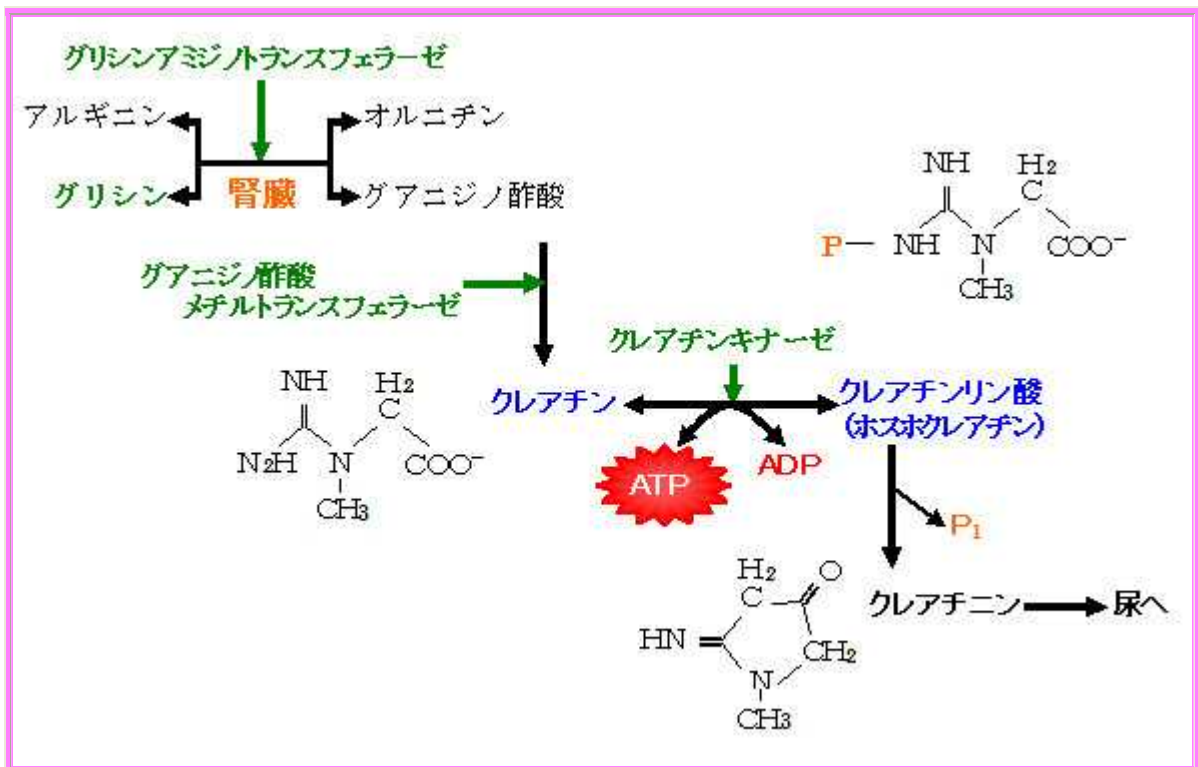 グリシンアミジノトランスフェラーゼ
アルギニン
オルニチン
グリシン
腎臓
グアニジノ酢酸
NH
H2
C
P
NH
N
COO−
CH3
グアニジノ酢酸
メチルトランスフェラーゼ
クレアチンキナーゼ
NH
H2
C
N2H
N
COO−
CH3
クレアチン
クレアチンリン酸
(ホスホクレアチン)
ATP
ADP
P1
H2
C
O
HN
CH2
N
CH3
クレアチニン
尿へ